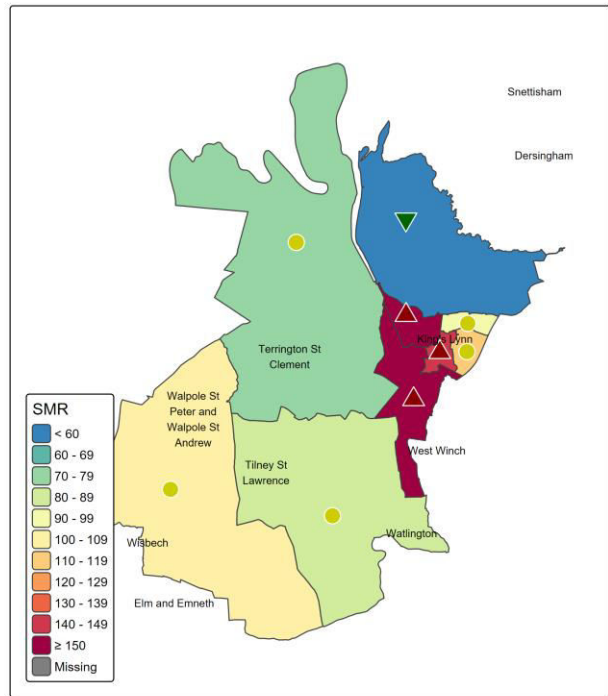 Snettisham
Dersingham
King's Lynn
Terrington St
Clement
Walpole St
Peter and
Walpole St
Andrew
Tilney St
Lawrence
West Winch
Watlington
Wisbech
Elm and Emneth
SMR
< 60
60 - 69
70 - 79
80 - 89
90 - 99
100 - 109
110 - 119
120 - 129
130 - 139
140 - 149
≥ 150
Missing